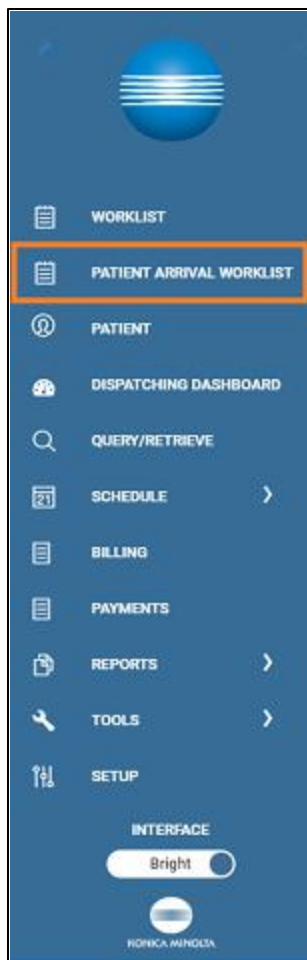 WORKLIST
PATIENT ARRIVAL WORKLIST
PATIENT
DISPATCHING DASHBOARD
QUERY/RETRIEVE
21 SCHEDULE
BILLING
PAYMENTS
REPORTS
TOOLS
SETUP
INTERFACE
Bright
KONICA MINOLTA